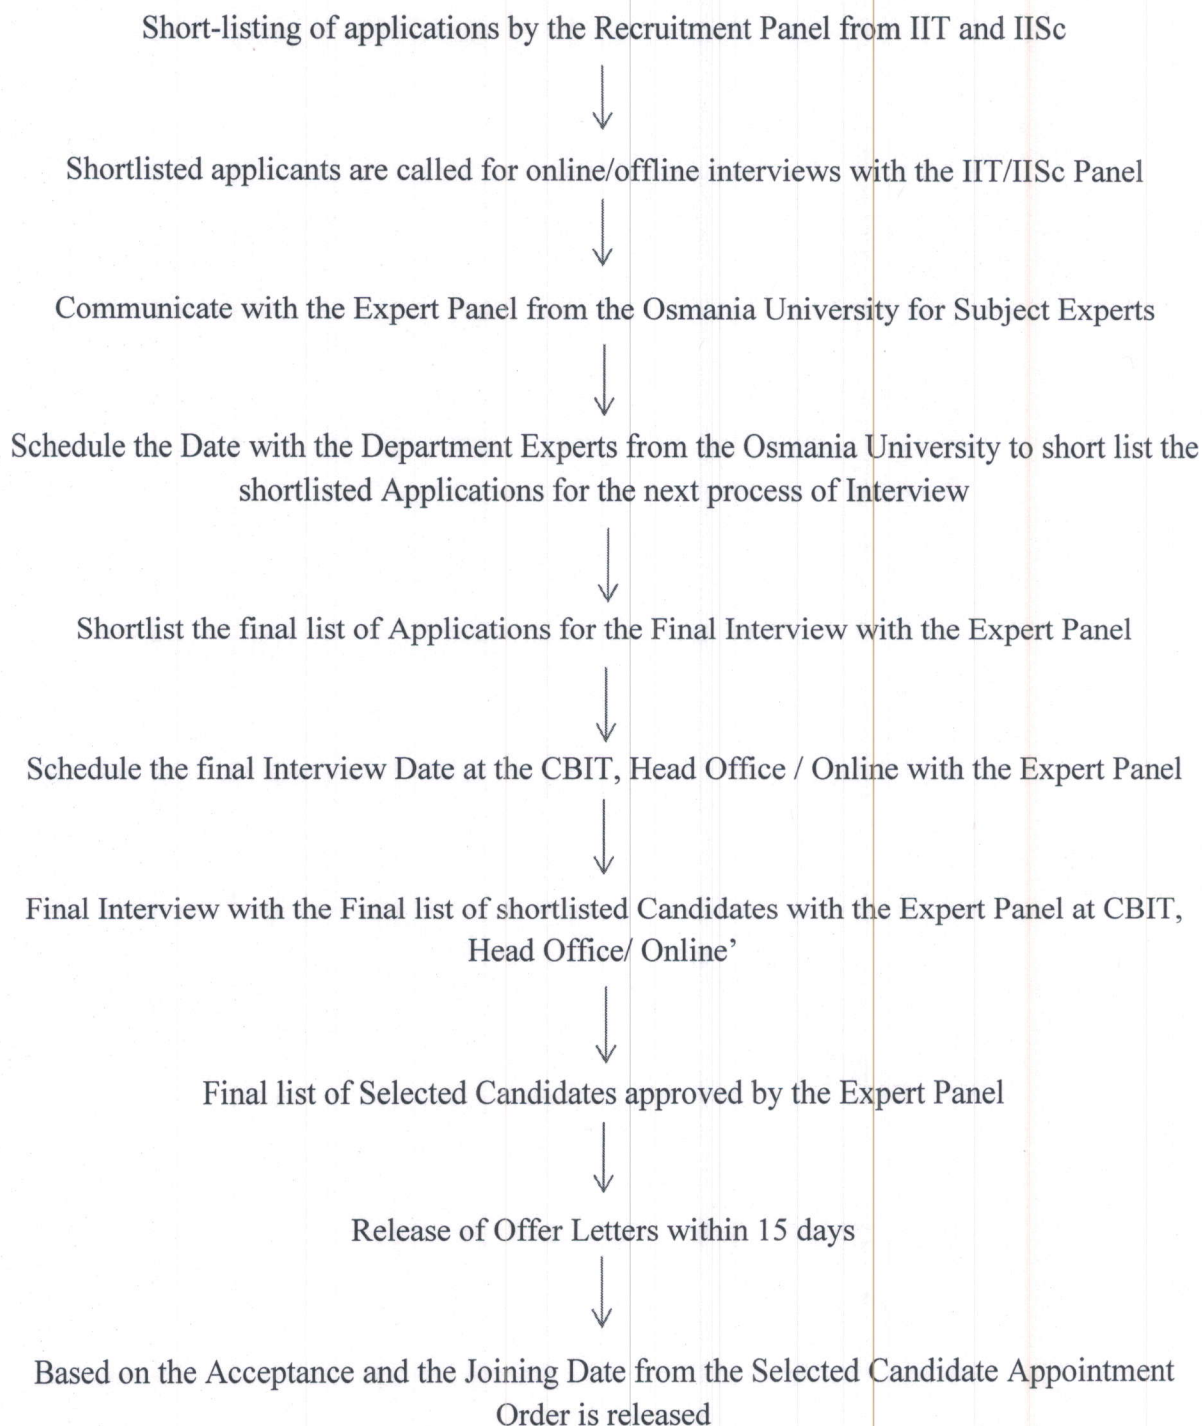 Short-listing of applications by the Recruitment Panel from IIT and IISc
Shortlisted applicants are called for online/offline interviews with the IIT/IISc Panel
Communicate with the Expert Panel from the Osmania University for Subject Experts
Schedule the Date with the Department Experts from the Osmania University to short list the
shortlisted Applications for the next process of Interview
Shortlist the final list of Applications for the Final Interview with the Expert Panel
Schedule the final Interview Date at the CBIT, Head Office / Online with the Expert Panel
Final Interview with the Final list of shortlisted Candidates with the Expert Panel at CBIT,
Head Office/ Online’
Final list of Selected Candidates approved by the Expert Panel
Release of Offer Letters within 15 days
Based on the Acceptance and the Joining Date from the Selected Candidate Appointment
Order is released